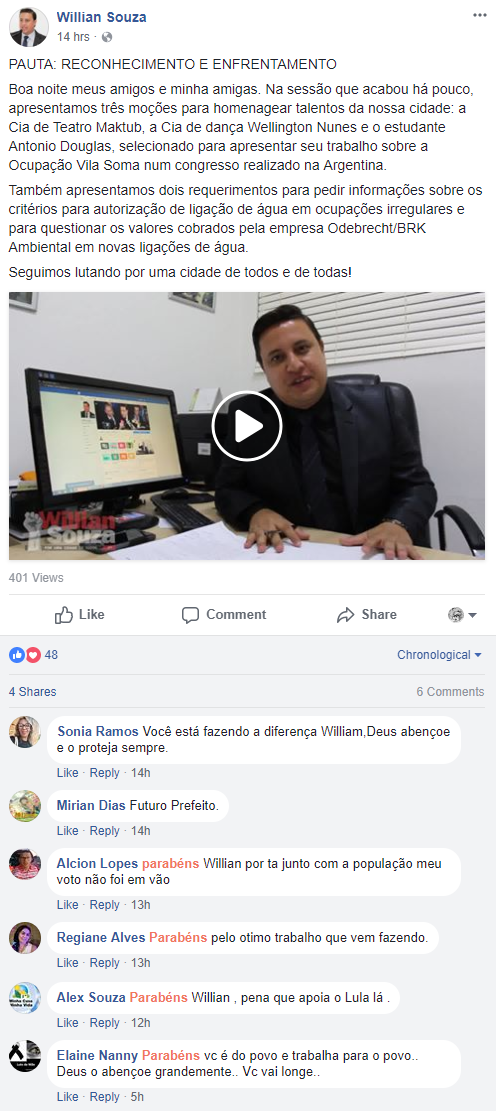 Willian Souza
14 hrs ·
PAUTA: RECONHECIMENTO E ENFRENTAMENTO
Boa noite meus amigos e minha amigas. Na sessão que acabou há pouco,
apresentamos três moções para homenagear talentos da nossa cidade: a
Cia de Teatro Maktub, a Cia de dança Wellington Nunes e o estudante
Antonio Douglas, selecionado para apresentar seu trabalho sobre a
Ocupação Vila Soma num congresso realizado na Argentina.
Também apresentamos dois requerimentos para pedir informações sobre os
critérios para autorização de ligação de água em ocupações irregulares e
para questionar os valores cobrados pela empresa Odebrecht/BRK
Ambiental em novas ligações de água.
Seguimos lutando por uma cidade de todos e de todas!
Willian
Souza
401 Views
Like Comment Share
48 Chronological
4 Shares 6 Comments
Sonia Ramos Você está fazendo a diferença William,Deus abençoe
e o proteja sempre.
Like · Reply · 14h
Mirian Dias Futuro Prefeito.
Like · Reply · 14h
Alcion Lopes parabéns Willian por ta junto com a população meu
voto não foi em vão
Like · Reply · 13h
Regiane Alves Parabéns pelo otimo trabalho que vem fazendo.
Like · Reply · 13h
Alex Souza Parabéns Willian , pena que apoia o Lula lá .
Like · Reply · 12h
Elaine Nanny Parabéns vc é do povo e trabalha para o povo..
Deus o abençoe grandemente.. Vc vai longe..
Like · Reply · 5h